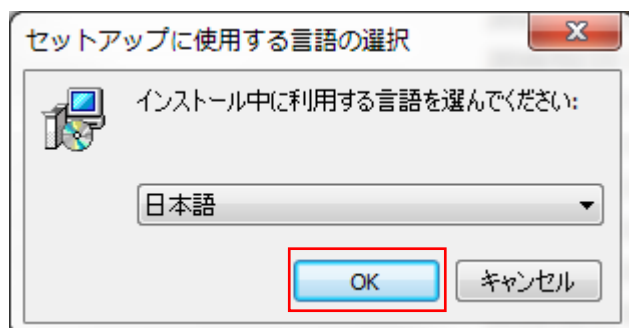 セットアップに使用する言語の選択
インストール中に利用する言語を選んでください:
日本語
OK キャンセル